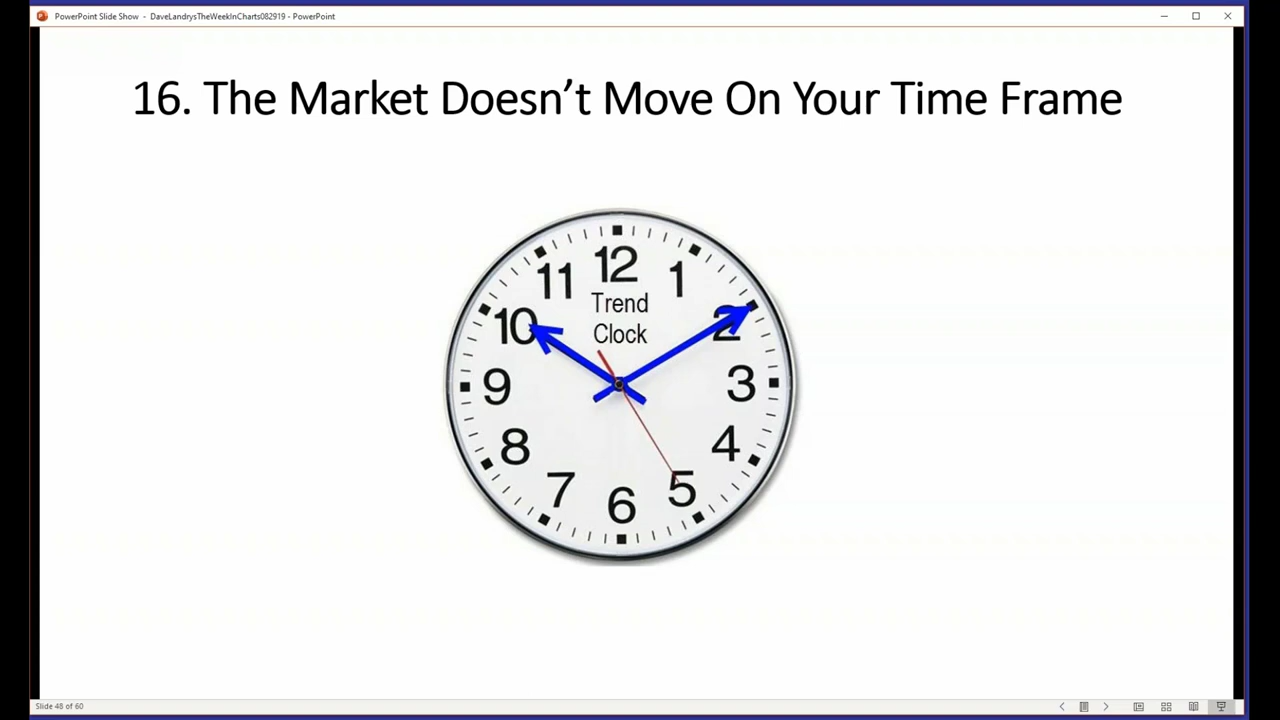 PowerPoint Slide Show - DaveLandrysTheWeekInCharts082919 - PowerPoint
16. The Market Doesn't Move On Your Time Frame
12
11
1
Trend
10
2
Clock
9
3
8
4
7
5
6
Slide 48 of 60